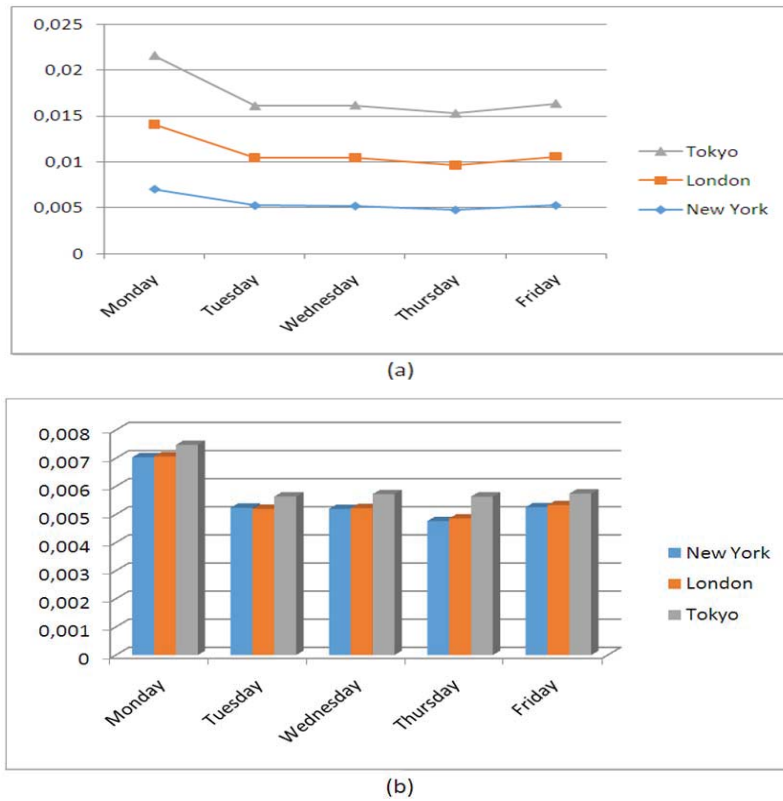 0,025
0,02
0,015
0,01
0,005
0
Monday
Tuesday
Wednesday
Thursday
Friday
Tokyo
London
New York
(a)
0,008
0,007
0,006
0,005
0,004
0,003
0,002
0,001
0
Monday
Tuesday
Wednesday
Thursday
Friday
New York
London
Tokyo
(b)